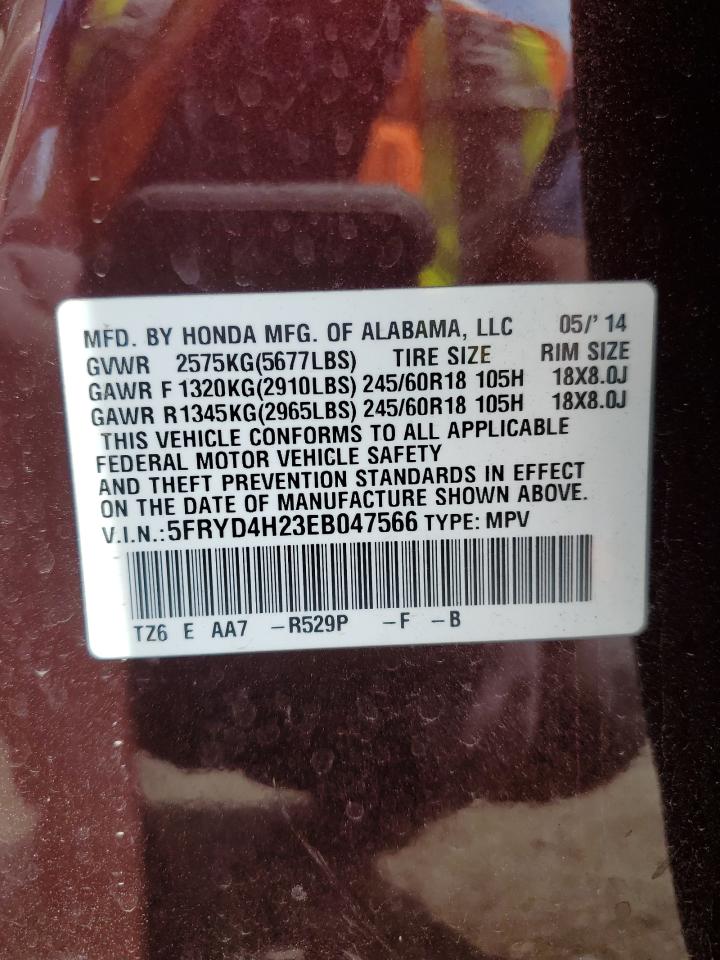 MFD. BY HONDA MFG. OF ALABAMA, LLC 05/'14
GVWR 2575KG(5677LBS) TIRE SIZE RIM SIZE
GAWR F 1320KG(2910LBS) 245/60R18 105H 18X8.0J
GAWR R1345KG(2965LBS) 245/60R18 105H 18X8.0J
THIS VEHICLE CONFORMS TO ALL APPLICABLE
FEDERAL MOTOR VEHICLE SAFETY
AND THEFT PREVENTION STANDARDS IN EFFECT
ON THE DATE OF MANUFACTURE SHOWN ABOVE.
V.I.N.:5FRYD4H23EB047566 TYPE: MPV
TZ6 E AA7 -R529P -F -B